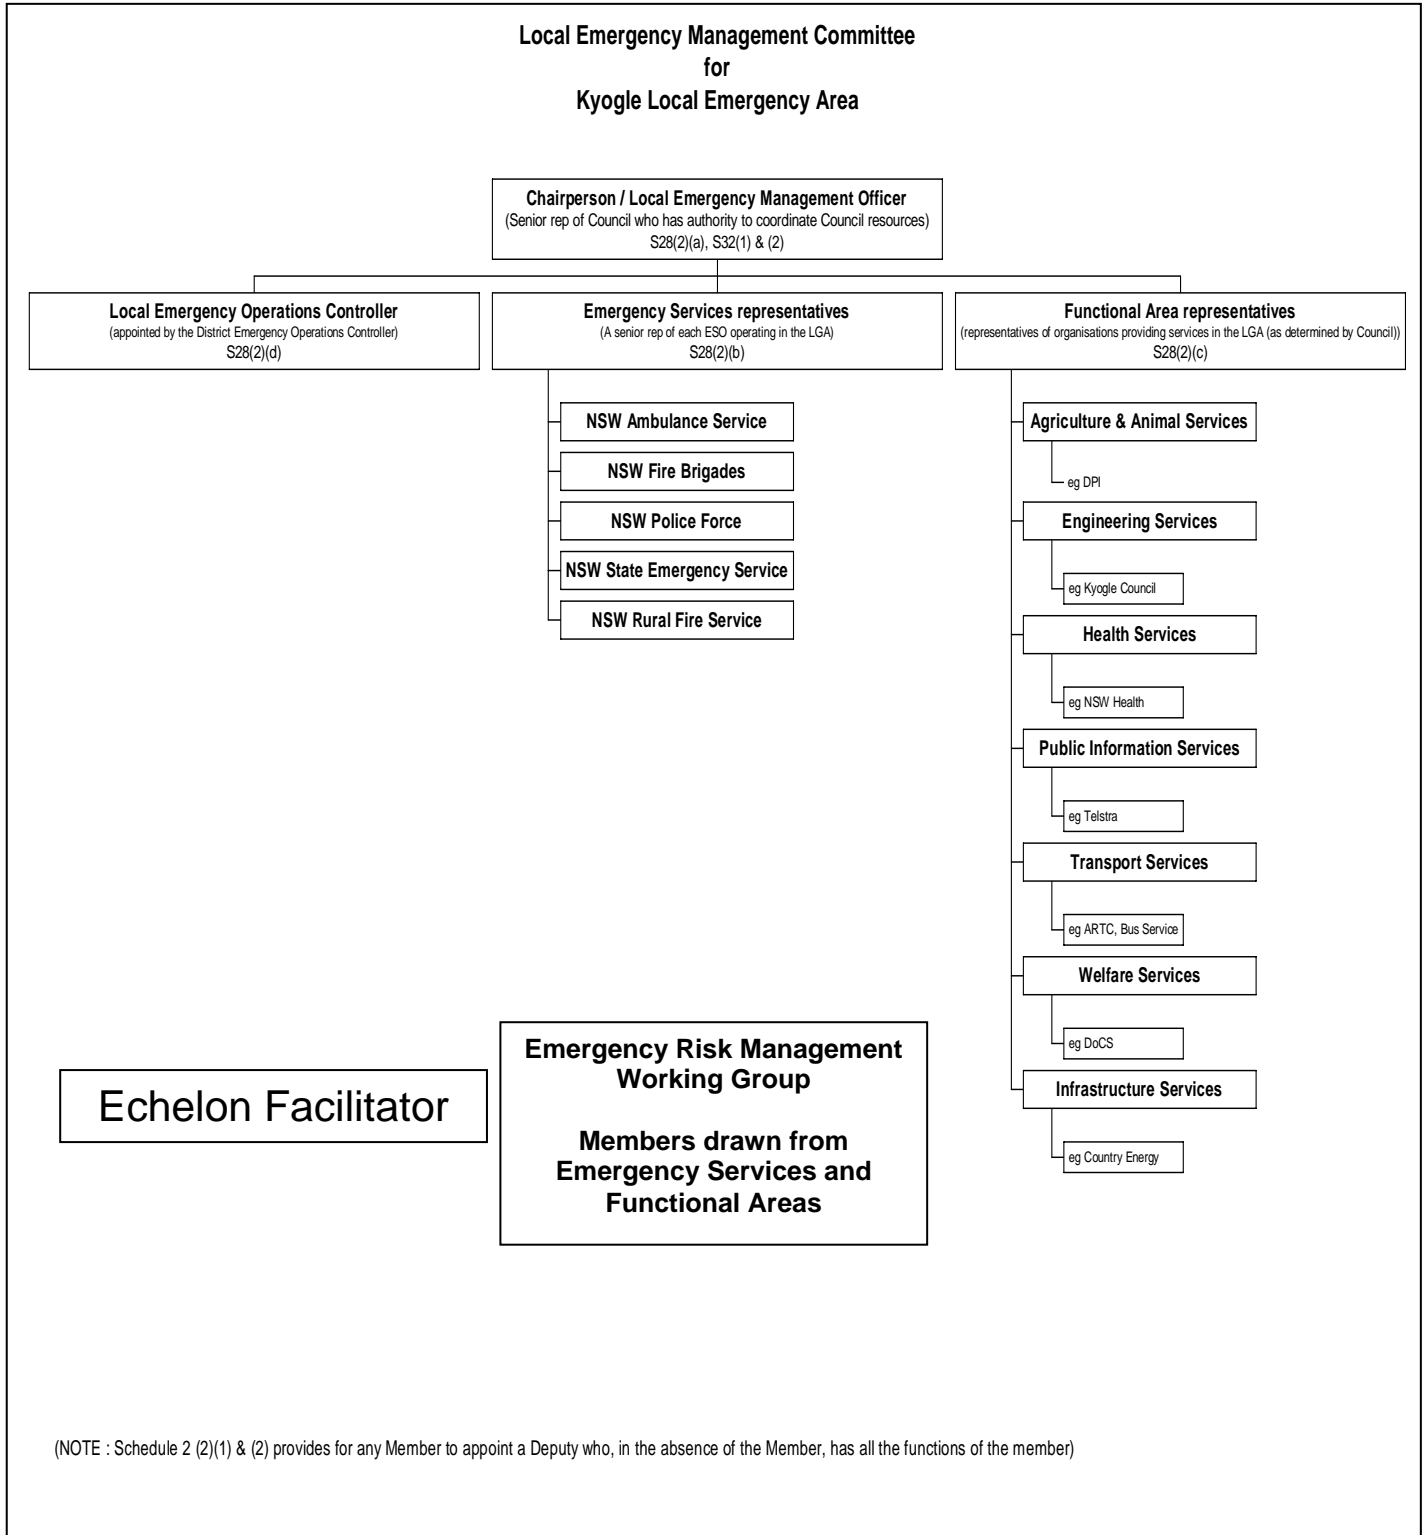 Local Emergency Management Committee
for
Kyogle Local Emergency Area
Chairperson / Local Emergency Management Officer
(Senior rep of Council who has authority to coordinate Council resources)
S28(2)(a), S32(1) & (2)
Local Emergency Operations Controller
(appointed by the District Emergency Operations Controller)
S28(2)(d)
Emergency Services representatives
(A senior rep of each ESO operating in the LGA)
S28(2)(b)
NSW Ambulance Service
NSW Fire Brigades
NSW Police Force
NSW State Emergency Service
NSW Rural Fire Service
Functional Area representatives
(representatives of organisations providing services in the LGA (as determined by Council))
S28(2)(c)
Agriculture & Animal Services
eg DPI
Engineering Services
eg Kyogle Council
Health Services
eg NSW Health
Public Information Services
eg Telstra
Transport Services
eg ARTC, Bus Service
Welfare Services
eg DoCS
Infrastructure Services
eg Country Energy
Echelon Facilitator
Emergency Risk Management
Working Group
Members drawn from
Emergency Services and
Functional Areas
(NOTE : Schedule 2 (2)(1) & (2) provides for any Member to appoint a Deputy who, in the absence of the Member, has all the functions of the member)